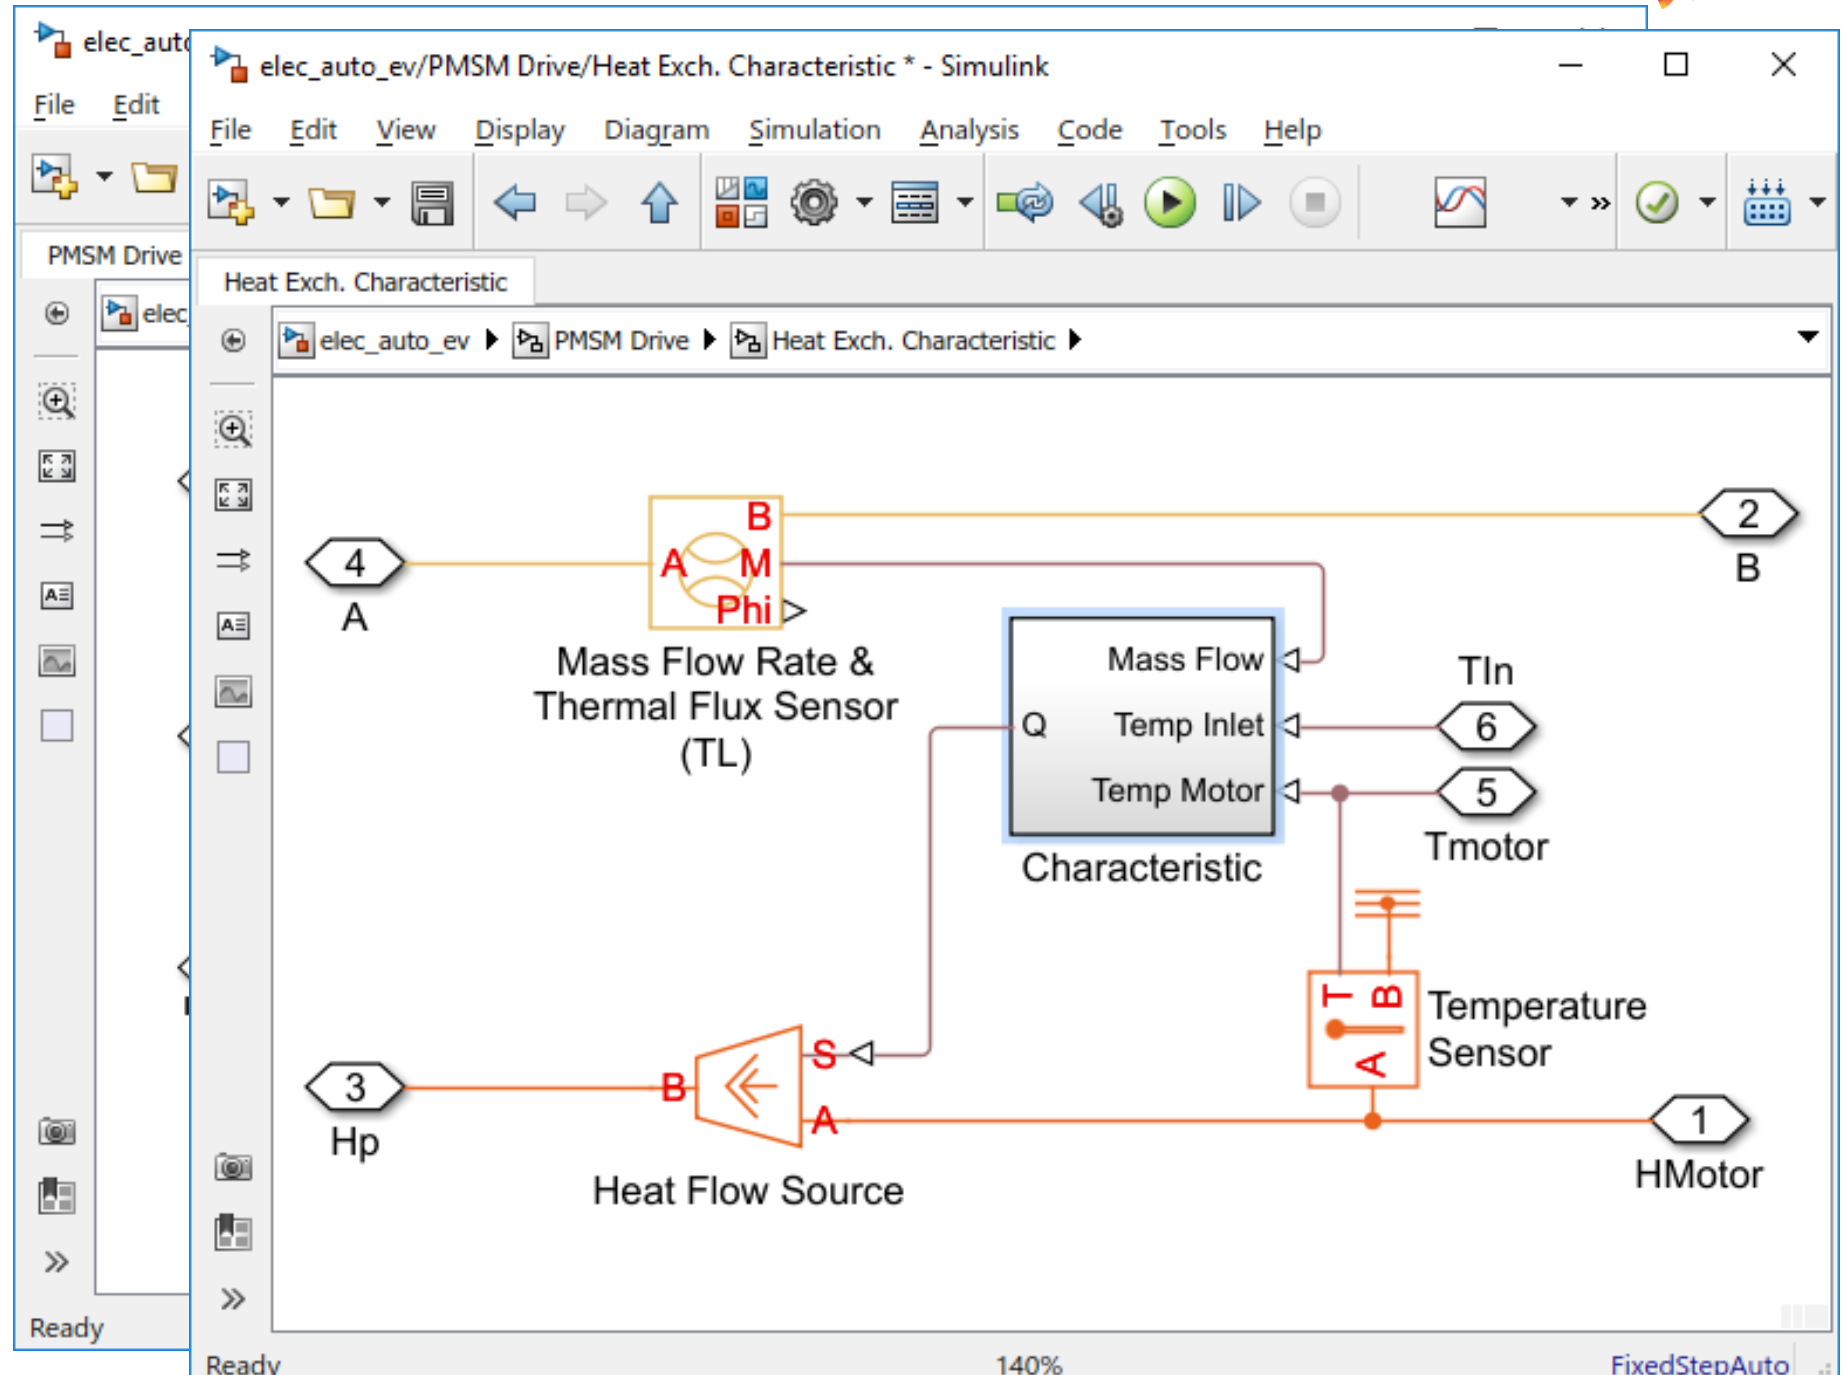 elec_auto
File Edit
PMSM Drive
elec
Ready
elec_auto_ev/PMSM Drive/Heat Exch. Characteristic * - Simulink
File Edit View Display Diagram Simulation Analysis Code Tools Help
Heat Exch. Characteristic
elec_auto_ev PMSM Drive Heat Exch. Characteristic
4
A
A B M Phi
Mass Flow Rate &
Thermal Flux Sensor
(TL)
2
B
Mass Flow
Q Temp Inlet
Temp Motor
Characteristic
TIn
6
5
Tmotor
T B
A
Temperature
Sensor
3
Hp
B S
A
Heat Flow Source
1
HMotor
Ready 140% FixedStepAuto